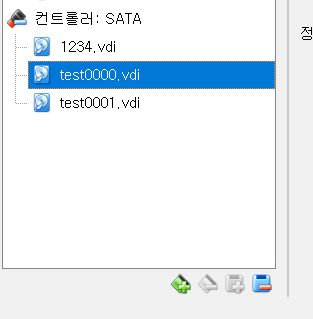 컨트롤러: SATA
정
1234.vdi
test0000.vdi
test0001.vdi